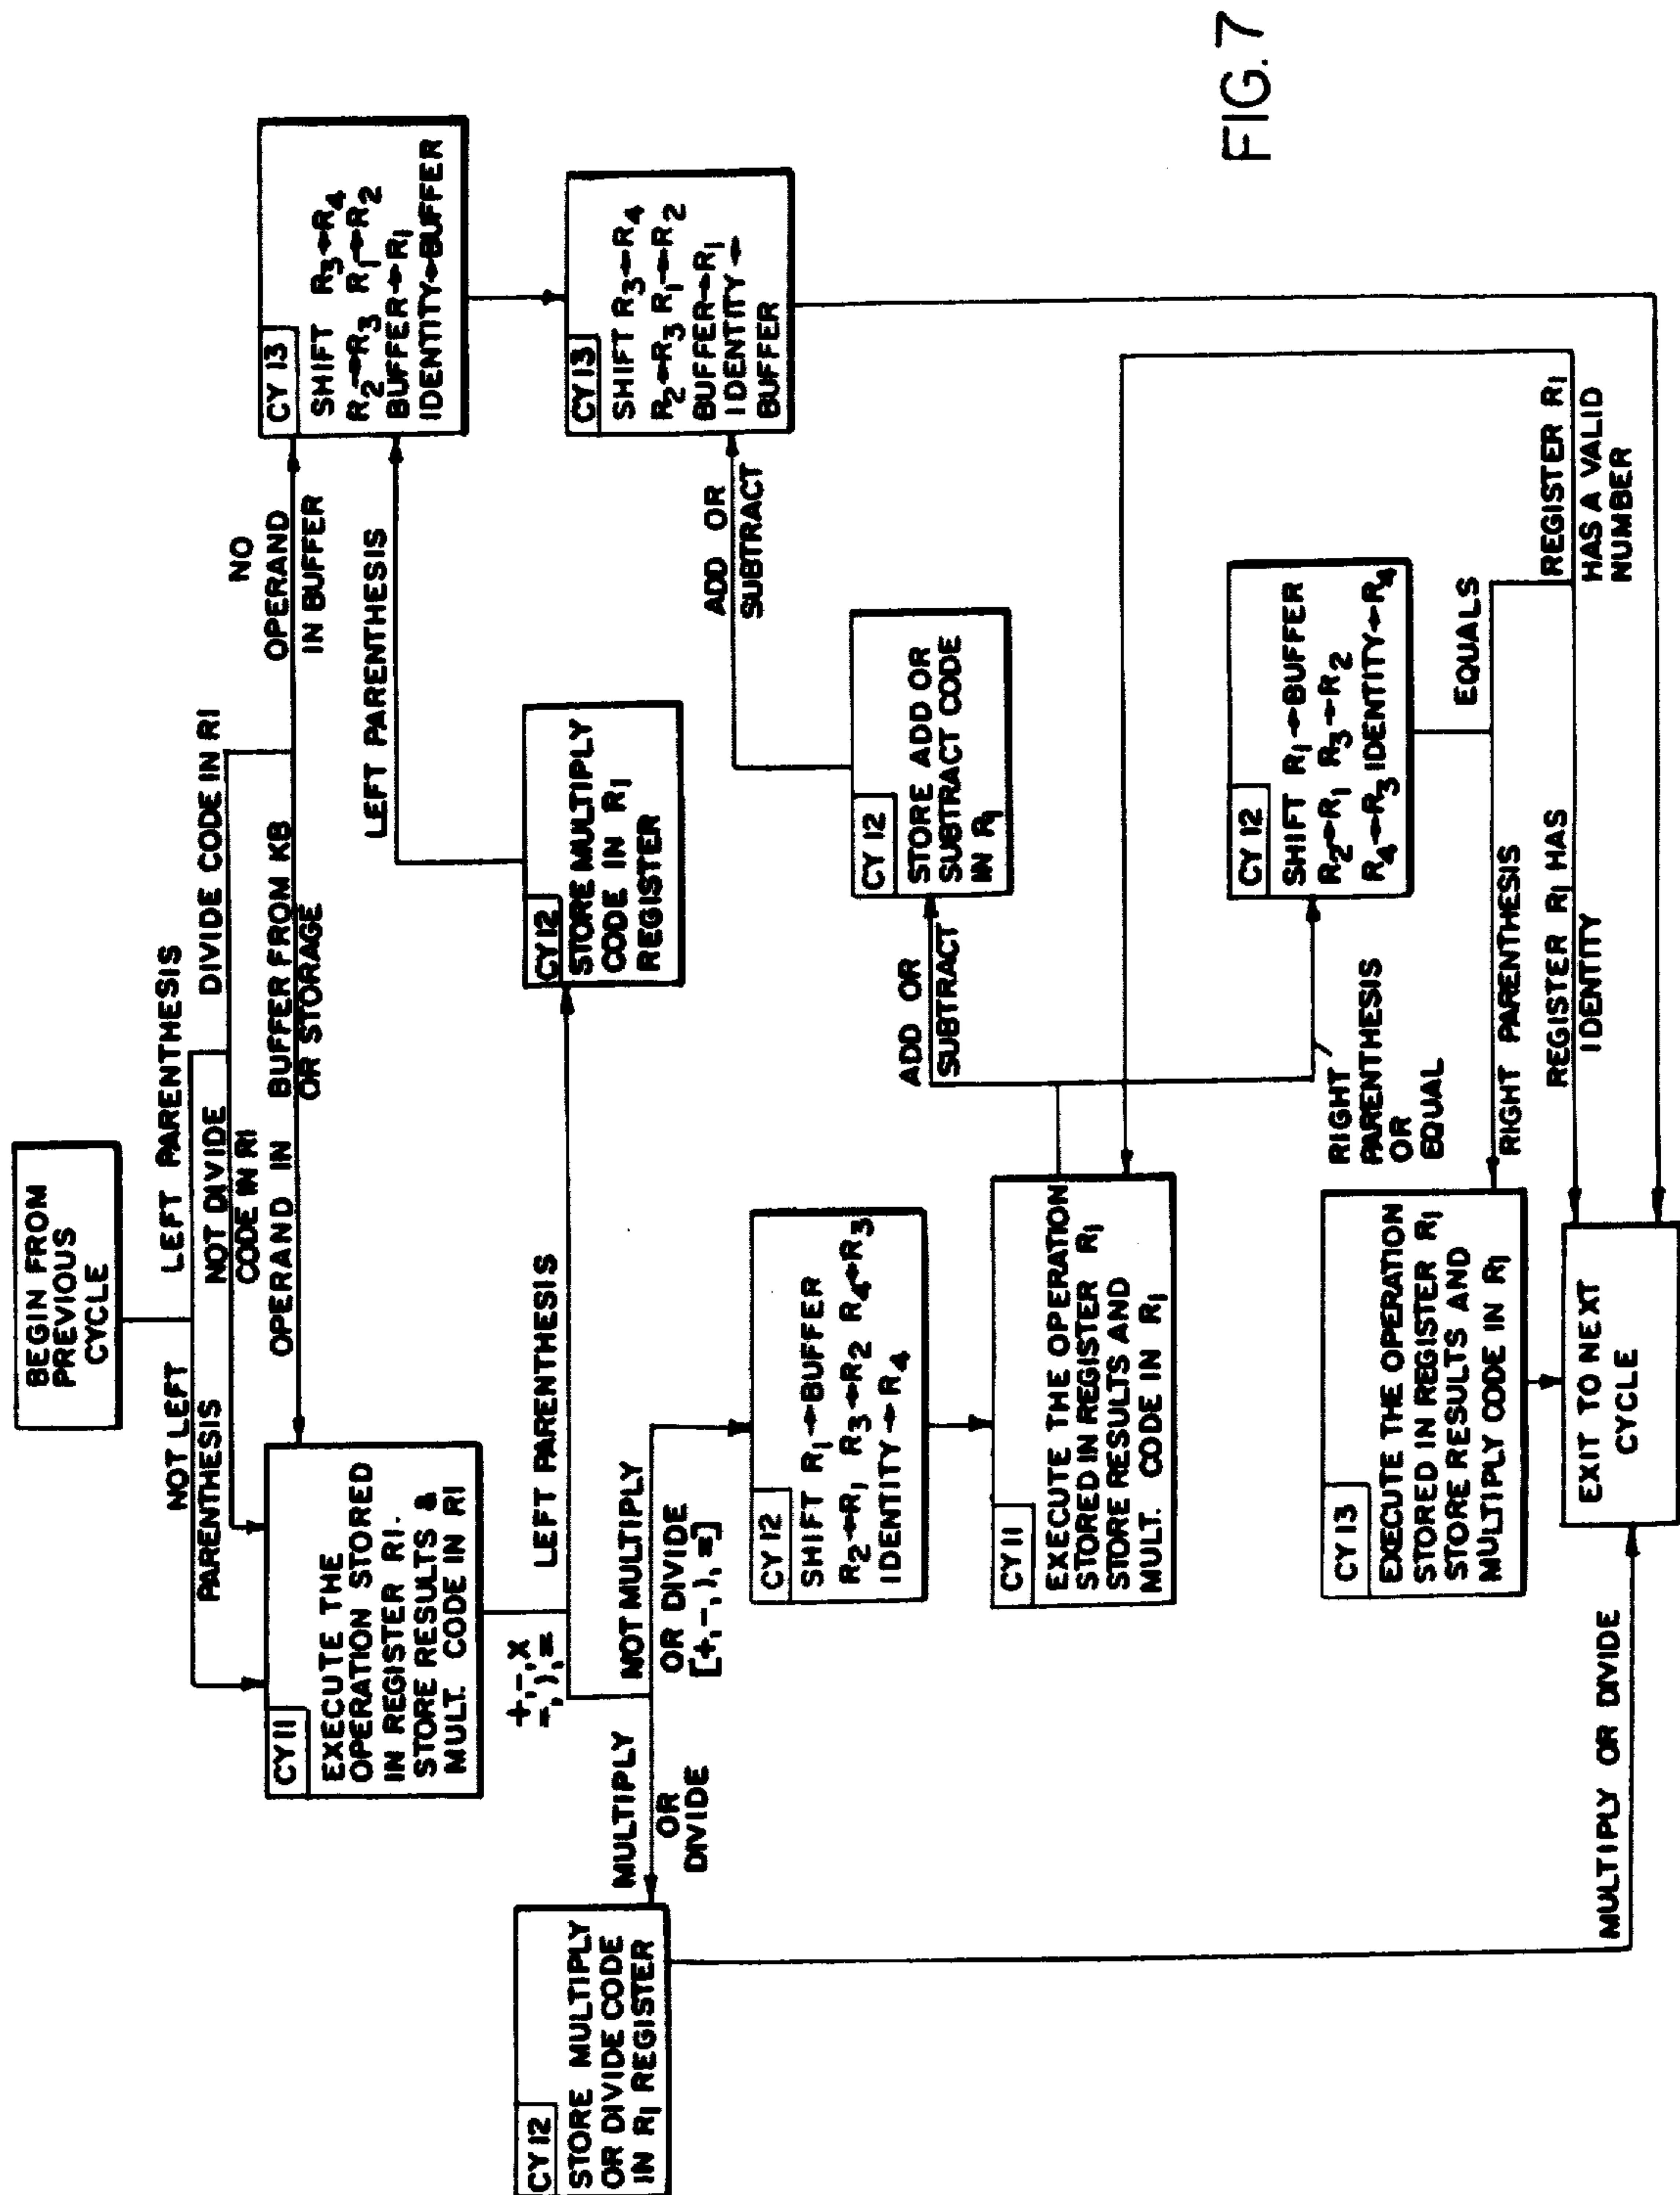 BEGIN FROM
PREVIOUS
CYCLE
NOT LEFT
PARENTHESIS
LEFT PARENTHESIS
NOT DIVIDE
CODE IN R1
DIVIDE CODE IN R1
OPERAND IN BUFFER FROM KB
OR STORAGE
NO
OPERAND
IN BUFFER
CY 11
EXECUTE THE
OPERATION STORED
IN REGISTER R1.
STORE RESULTS &
MULT. CODE IN R1
CY 13
SHIFT R3→R4
R2→R3 R1→R2
BUFFER→R1
IDENTITY→BUFFER
+,-,X
=,),=
LEFT PARENTHESIS
CY 12
STORE MULTIPLY
CODE IN R1
REGISTER
LEFT PARENTHESIS
CY 13
SHIFT R3→R4
R2→R3 R1→R2
BUFFER→R1
IDENTITY→
BUFFER
CY 12
STORE MULTIPLY
OR DIVIDE CODE
IN R1 REGISTER
MULTIPLY
OR
DIVIDE
NOT MULTIPLY
OR DIVIDE
[+,-,),=]
CY 12
SHIFT R1→BUFFER
R2→R1 R3→R2 R4→R3
IDENTITY→R4
ADD OR
SUBTRACT
CY 12
STORE ADD OR
SUBTRACT CODE
IN R1
ADD OR
SUBTRACT
CY 11
EXECUTE THE OPERATION
STORED IN REGISTER R1
STORE RESULTS AND
MULT. CODE IN R1
RIGHT
PARENTHESIS
OR
EQUAL
CY 12
SHIFT R1→BUFFER
R2→R1 R3→R2
R4→R3 IDENTITY→R4
EQUALS
RIGHT PARENTHESIS
REGISTER R1 HAS
IDENTITY
REGISTER R1
HAS A VALID
NUMBER
CY 13
EXECUTE THE OPERATION
STORED IN REGISTER R1
STORE RESULTS AND
MULTIPLY CODE IN R1
MULTIPLY OR DIVIDE
EXIT TO NEXT
CYCLE
FIG. 7